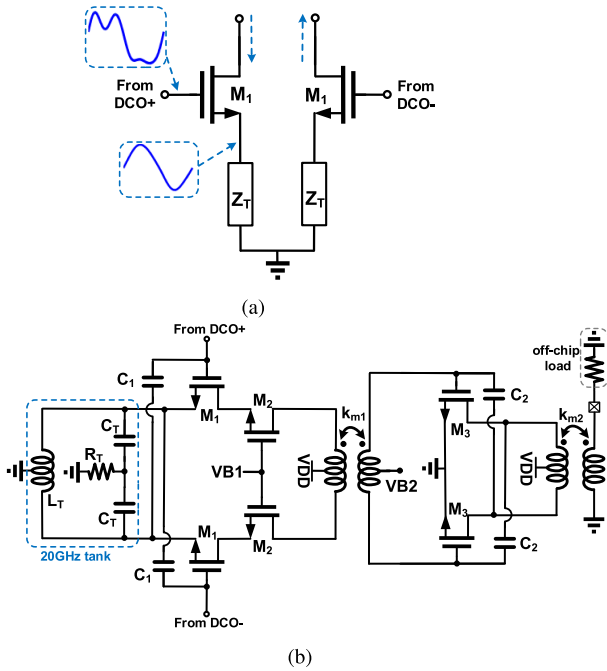 From
DCO+
M1
M1
From
DCO-
ZT
ZT
(a)
From DCO+
off-chip
load
C1
M1
M2
km1
C2
km2
CT
RT
LT
CT
VB1
VDD
VB2
M3
M3
VDD
20GHz tank
C1
M1
M2
C2
From DCO-
(b)